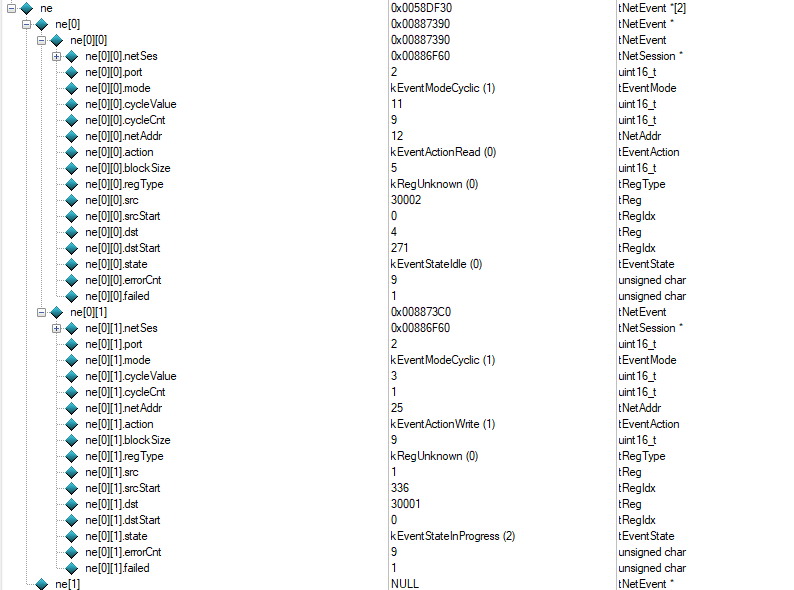 ne 0x0058DF30 tNetEvent *[2]
ne[0] 0x00887390 tNetEvent *
ne[0][0] 0x00887390 tNetEvent
ne[0][0].netSes 0x00886F60 tNetSession *
ne[0][0].port 2 uint16_t
ne[0][0].mode kEventModeCyclic (1) tEventMode
ne[0][0].cycleValue 11 uint16_t
ne[0][0].cycleCnt 9 uint16_t
ne[0][0].netAddr 12 tNetAddr
ne[0][0].action kEventActionRead (0) tEventAction
ne[0][0].blockSize 5 uint16_t
ne[0][0].regType kRegUnknown (0) tRegType
ne[0][0].src 30002 tReg
ne[0][0].srcStart 0 tRegIdx
ne[0][0].dst 4 tReg
ne[0][0].dstStart 271 tRegIdx
ne[0][0].state kEventStateIdle (0) tEventState
ne[0][0].errorCnt 9 unsigned char
ne[0][0].failed 1 unsigned char
ne[0][1] 0x008873C0 tNetEvent
ne[0][1].netSes 0x00886F60 tNetSession *
ne[0][1].port 2 uint16_t
ne[0][1].mode kEventModeCyclic (1) tEventMode
ne[0][1].cycleValue 3 uint16_t
ne[0][1].cycleCnt 1 uint16_t
ne[0][1].netAddr 25 tNetAddr
ne[0][1].action kEventActionWrite (1) tEventAction
ne[0][1].blockSize 9 uint16_t
ne[0][1].regType kRegUnknown (0) tRegType
ne[0][1].src 1 tReg
ne[0][1].srcStart 336 tRegIdx
ne[0][1].dst 30001 tReg
ne[0][1].dstStart 0 tRegIdx
ne[0][1].state kEventStateInProgress (2) tEventState
ne[0][1].errorCnt 9 unsigned char
ne[0][1].failed 1 unsigned char
ne[1] NULL tNetEvent *